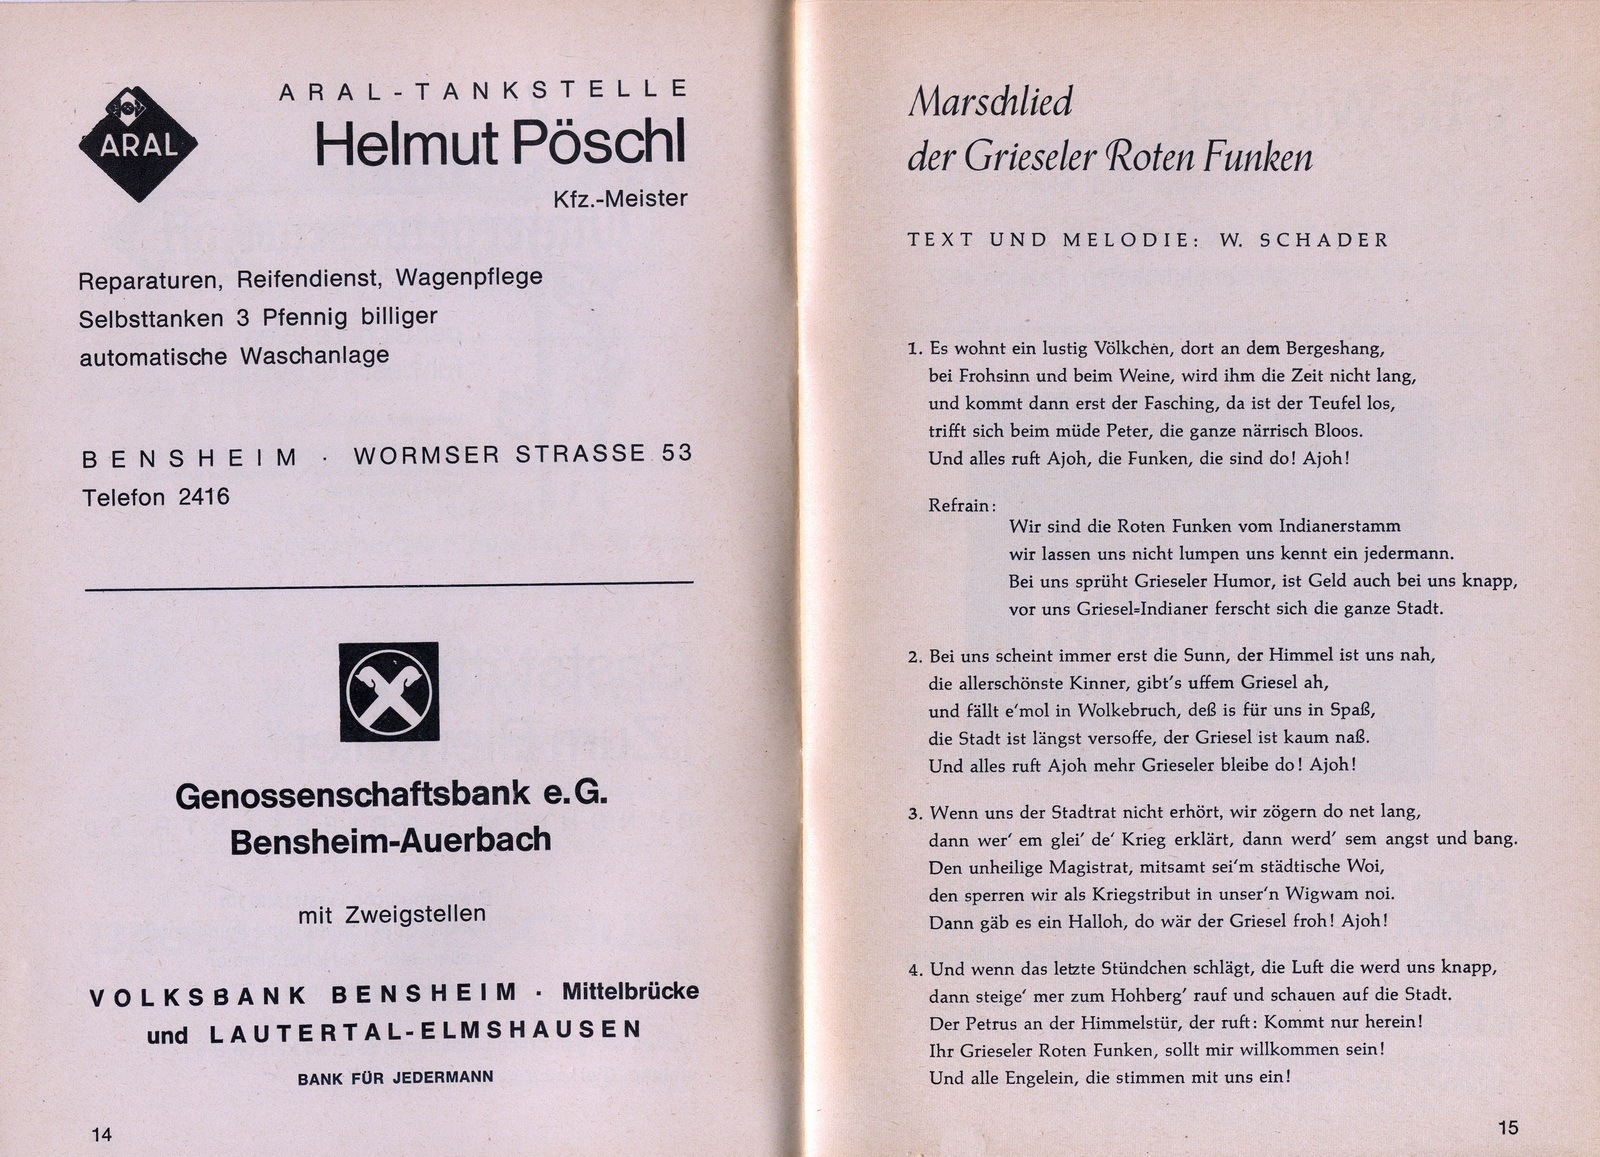 ARAL
ARAL-TANKSTELLE
Helmut Pöschl
Kfz.-Meister
Reparaturen, Reifendienst, Wagenpflege
Selbsttanken 3 Pfennig billiger
automatische Waschanlage
BENSHEIM · WORMSER STRASSE 53
Telefon 2416
Genossenschaftsbank e.G.
Bensheim-Auerbach
mit Zweigstellen
VOLKSBANK BENSHEIM · Mittelbrücke
und LAUTERTAL-ELMSHAUSEN
BANK FÜR JEDERMANN
14
Marschlied
der Grieseler Roten Funken
TEXT UND MELODIE: W. SCHADER
1. Es wohnt ein lustig Völkchen, dort an dem Bergeshang,
bei Frohsinn und beim Weine, wird ihm die Zeit nicht lang,
und kommt dann erst der Fasching, da ist der Teufel los,
trifft sich beim müde Peter, die ganze närrisch Bloos.
Und alles ruft Ajoh, die Funken, die sind do! Ajoh!
Refrain:
Wir sind die Roten Funken vom Indianerstamm
wir lassen uns nicht lumpen uns kennt ein jedermann.
Bei uns sprüht Grieseler Humor, ist Geld auch bei uns knapp,
vor uns Griesel=Indianer ferscht sich die ganze Stadt.
2. Bei uns scheint immer erst die Sunn, der Himmel ist uns nah,
die allerschönste Kinner, gibt's uffem Griesel ah,
und fällt e'mol in Wolkebruch, deß is für uns in Spaß,
die Stadt ist längst versoffe, der Griesel ist kaum naß.
Und alles ruft Ajoh mehr Grieseler bleibe do! Ajoh!
3. Wenn uns der Stadtrat nicht erhört, wir zögern do net lang,
dann wer' em glei' de' Krieg erklärt, dann werd' sem angst und bang.
Den unheilige Magistrat, mitsamt sei'm städtische Woi,
den sperren wir als Kriegstribut in unser'n Wigwam noi.
Dann gäb es ein Halloh, do wär der Griesel froh! Ajoh!
4. Und wenn das letzte Stündchen schlägt, die Luft die werd uns knapp,
dann steige' mer zum Hohberg' rauf und schauen auf die Stadt.
Der Petrus an der Himmelstür, der ruft: Kommt nur herein!
Ihr Grieseler Roten Funken, sollt mir willkommen sein!
Und alle Engelein, die stimmen mit uns ein!
15